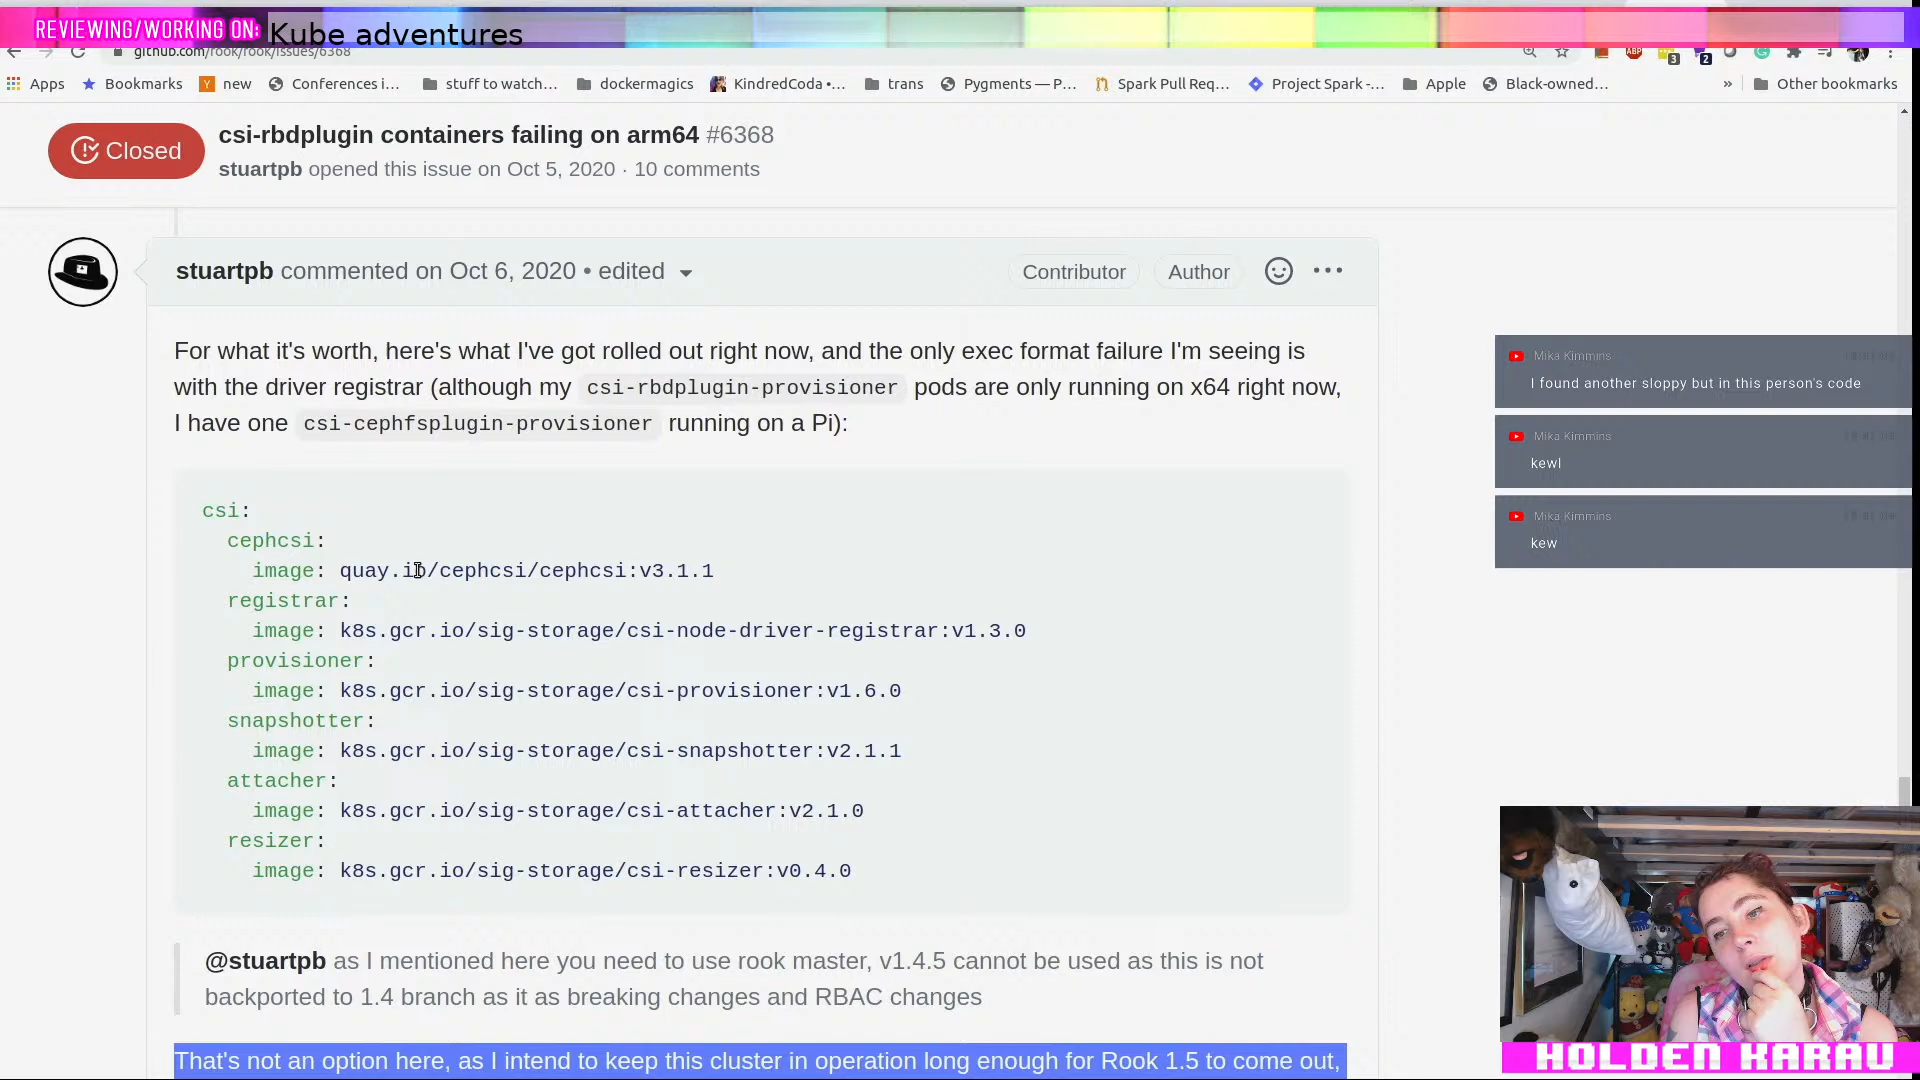 REVIEWING/WORKING ON: Kube adventures
github.com/rook/rook/issues/6368
Apps Bookmarks new Conferences i... stuff to watch... dockermagics KindredCoda •... trans Pygments — P... Spark Pull Req... Project Spark -... Apple Black-owned... » Other bookmarks
Closed
csi-rbdplugin containers failing on arm64 #6368
stuartpb opened this issue on Oct 5, 2020 · 10 comments
stuartpb commented on Oct 6, 2020 • edited
Contributor Author
For what it's worth, here's what I've got rolled out right now, and the only exec format failure I'm seeing is
with the driver registrar (although my csi-rbdplugin-provisioner pods are only running on x64 right now,
I have one csi-cephfsplugin-provisioner running on a Pi):
csi:
cephcsi:
image: quay.io/cephcsi/cephcsi:v3.1.1
registrar:
image: k8s.gcr.io/sig-storage/csi-node-driver-registrar:v1.3.0
provisioner:
image: k8s.gcr.io/sig-storage/csi-provisioner:v1.6.0
snapshotter:
image: k8s.gcr.io/sig-storage/csi-snapshotter:v2.1.1
attacher:
image: k8s.gcr.io/sig-storage/csi-attacher:v2.1.0
resizer:
image: k8s.gcr.io/sig-storage/csi-resizer:v0.4.0
@stuartpb as I mentioned here you need to use rook master, v1.4.5 cannot be used as this is not
backported to 1.4 branch as it as breaking changes and RBAC changes
That's not an option here, as I intend to keep this cluster in operation long enough for Rook 1.5 to come out,
Mika Kimmins
I found another sloppy but in this person's code
Mika Kimmins
kewl
Mika Kimmins
kew
HOLDEN KARAU
ABP
3
2